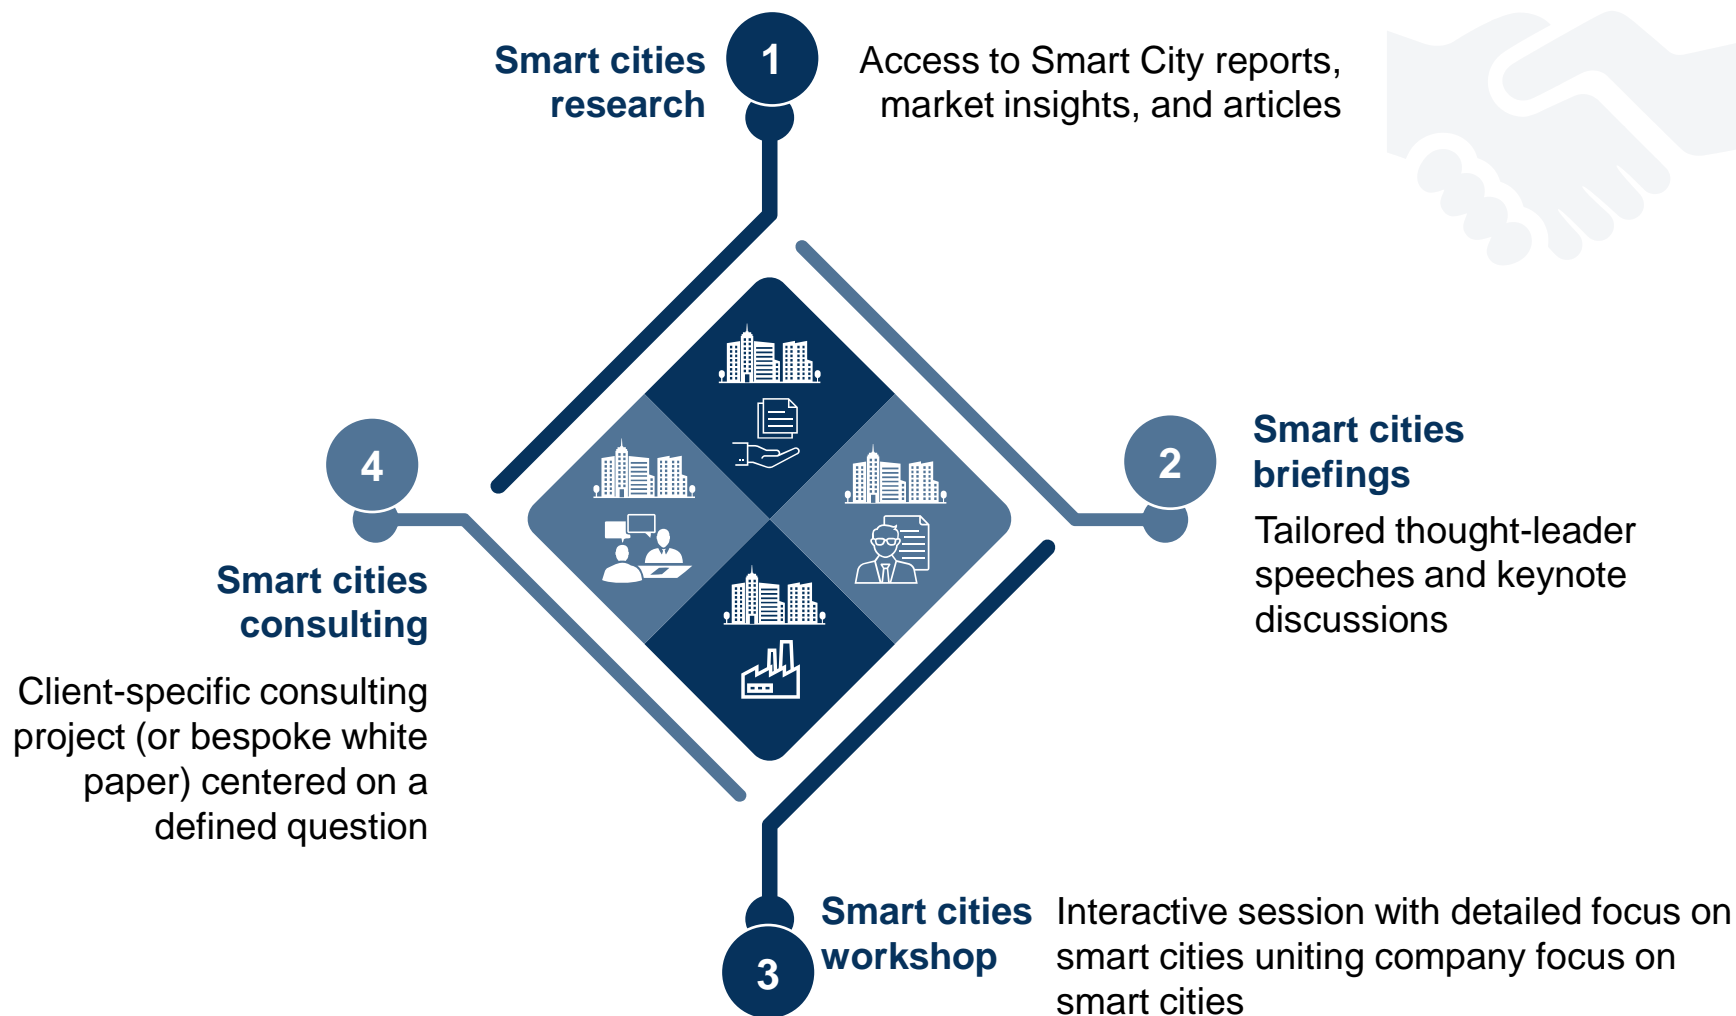 Smart cities
research
1
Access to Smart City reports,
market insights, and articles
2
Smart cities
briefings
Tailored thought-leader
speeches and keynote
discussions
3
Smart cities
workshop
Interactive session with detailed focus on
smart cities uniting company focus on
smart cities
4
Smart cities
consulting
Client-specific consulting
project (or bespoke white
paper) centered on a
defined question